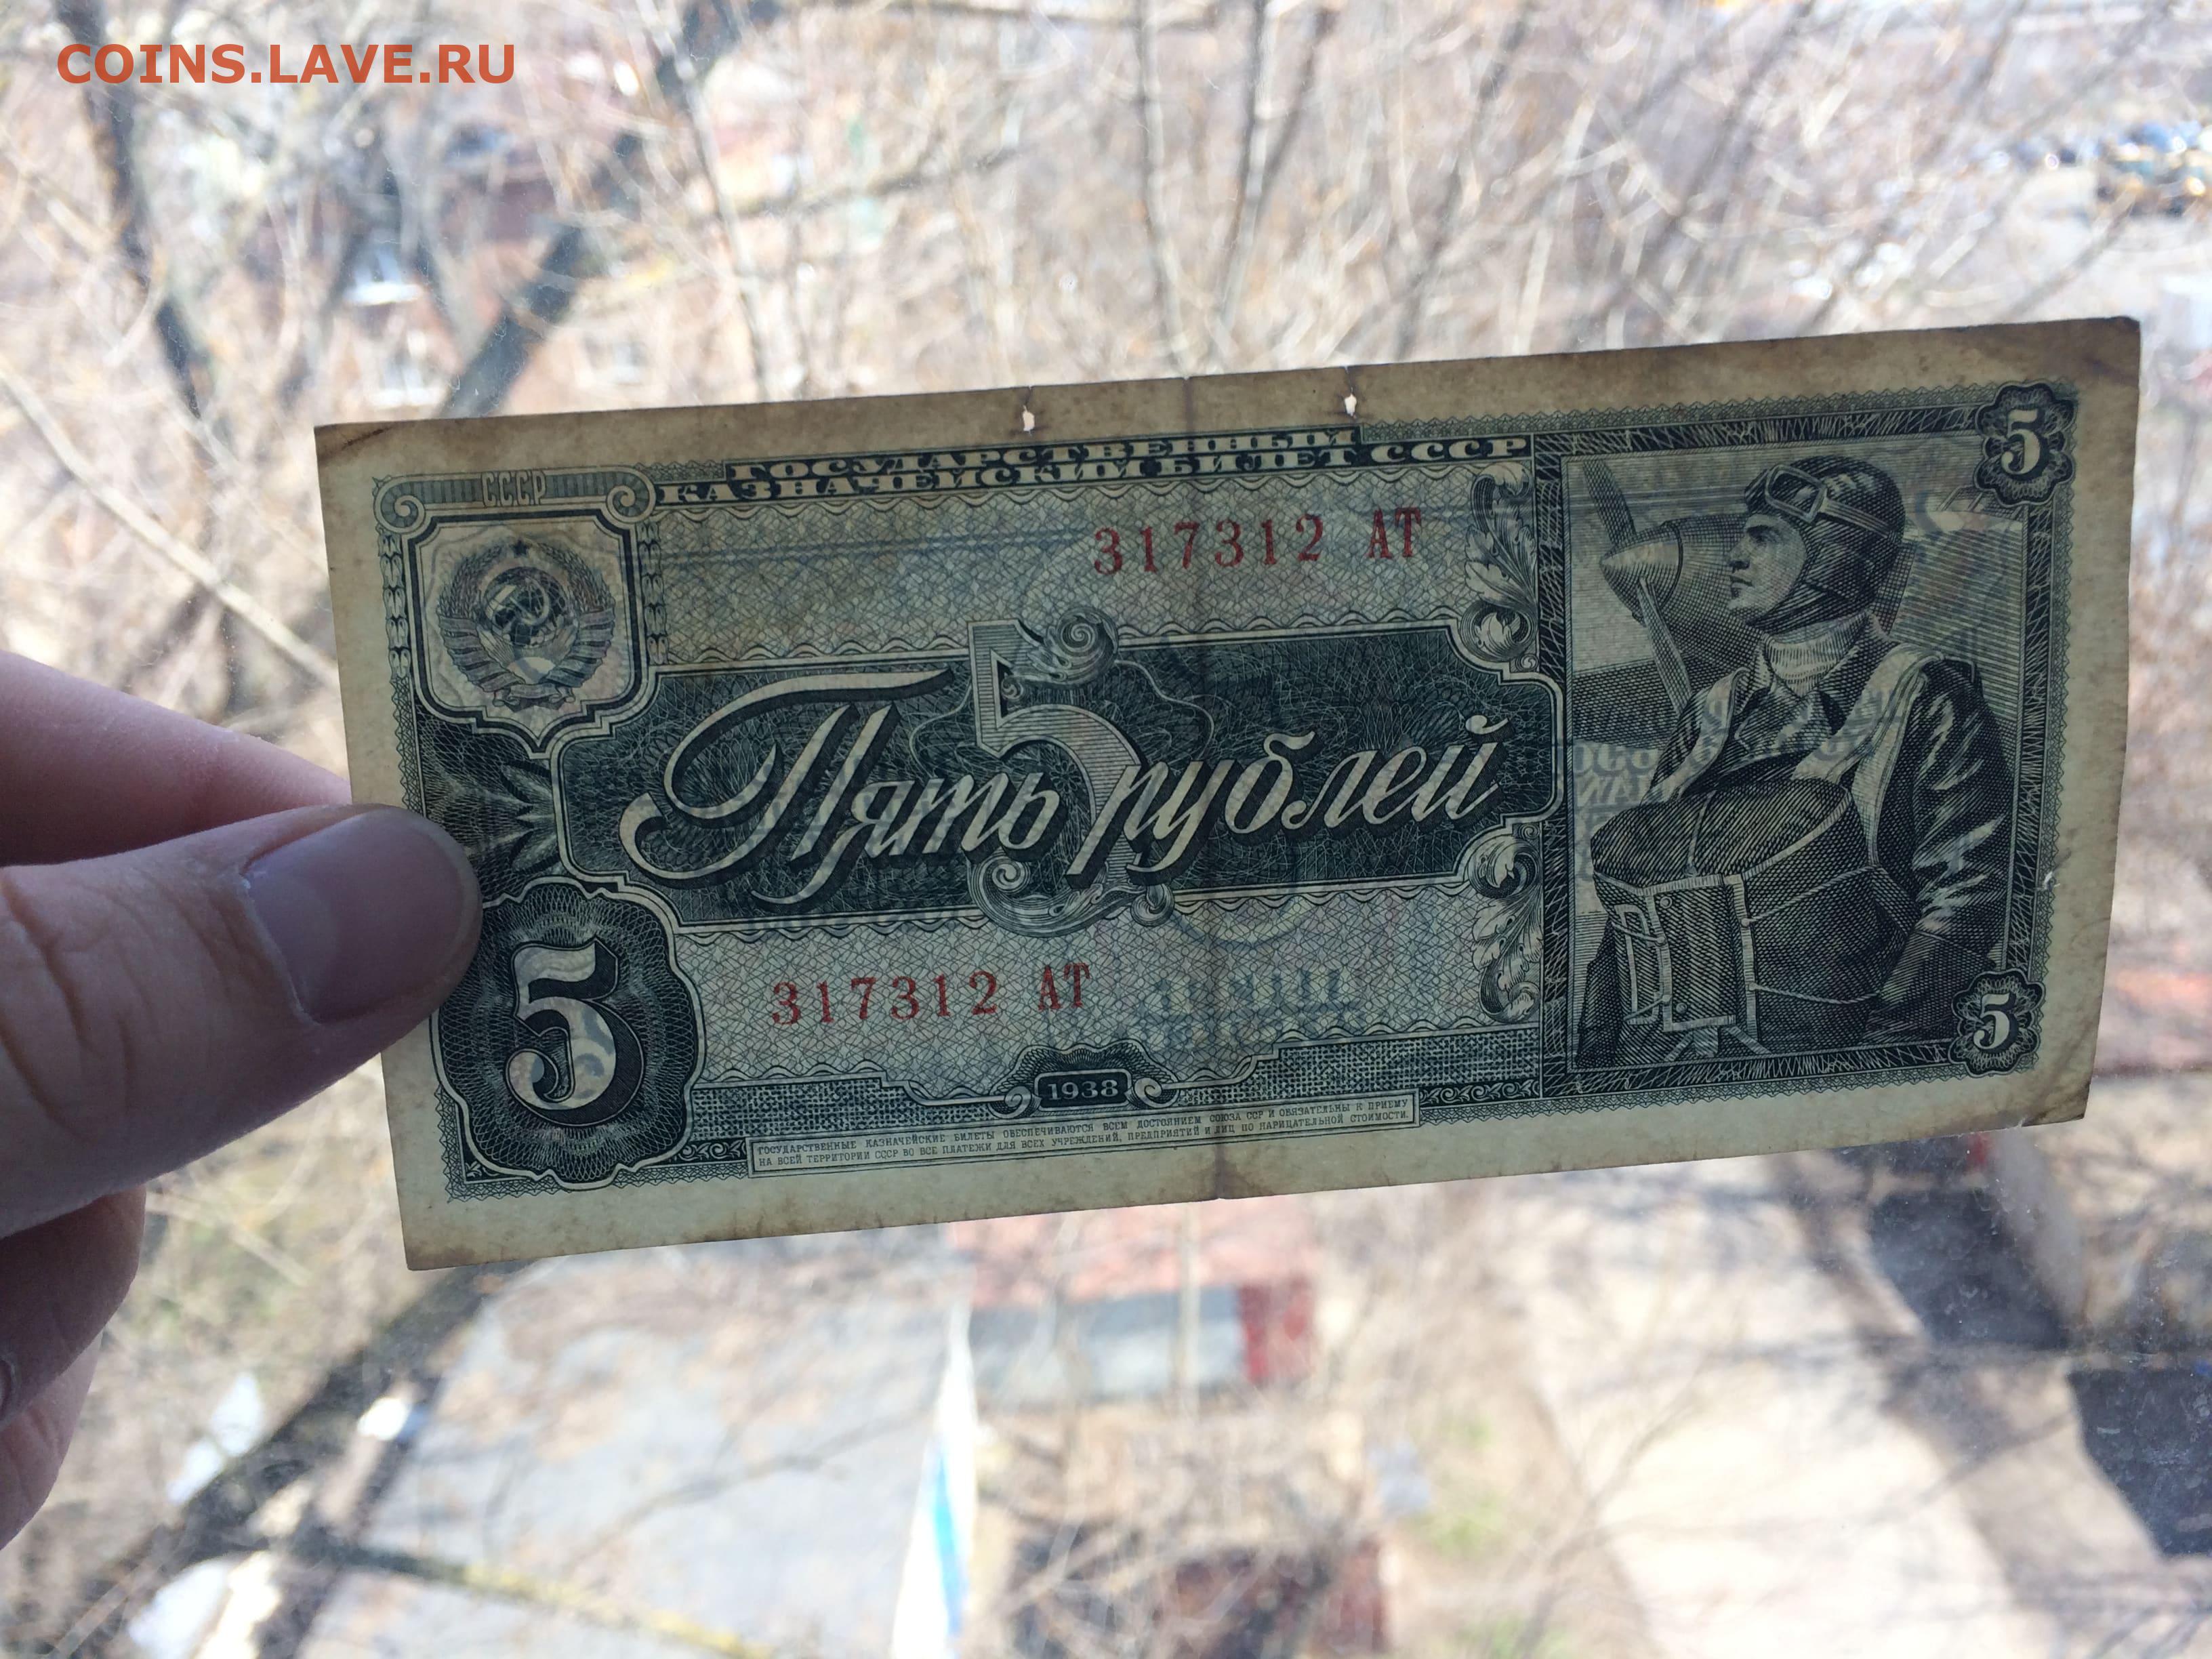 COINS.LAVE.RU
СССР
ГОСУДАРСТВЕННЫЙ
КАЗНАЧЕЙСКИЙ БИЛЕТ СССР
5
317312 АТ
5
Пять рублей
5
317312 АТ
5
1938
ГОСУДАРСТВЕННЫЕ КАЗНАЧЕЙСКИЕ БИЛЕТЫ ОБЕСПЕЧИВАЮТСЯ ВСЕМ ДОСТОЯНИЕМ СОЮЗА ССР И ОБЯЗАТЕЛЬНЫ К ПРИЕМУ
НА ВСЕЙ ТЕРРИТОРИИ СССР ВО ВСЕ ПЛАТЕЖИ ДЛЯ ВСЕХ УЧРЕЖДЕНИЙ, ПРЕДПРИЯТИЙ И ЛИЦ ПО НАРИЦАТЕЛЬНОЙ СТОИМОСТИ.